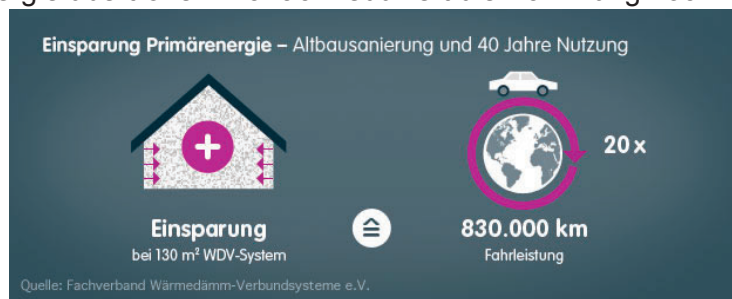 Einsparung Primärenergie – Altbausanierung und 40 Jahre Nutzung
20 x
Einsparung
bei 130 m² WDV-System
≙
830.000 km
Fahrleistung
Quelle: Fachverband Wärmedämm-Verbundsysteme e.V.